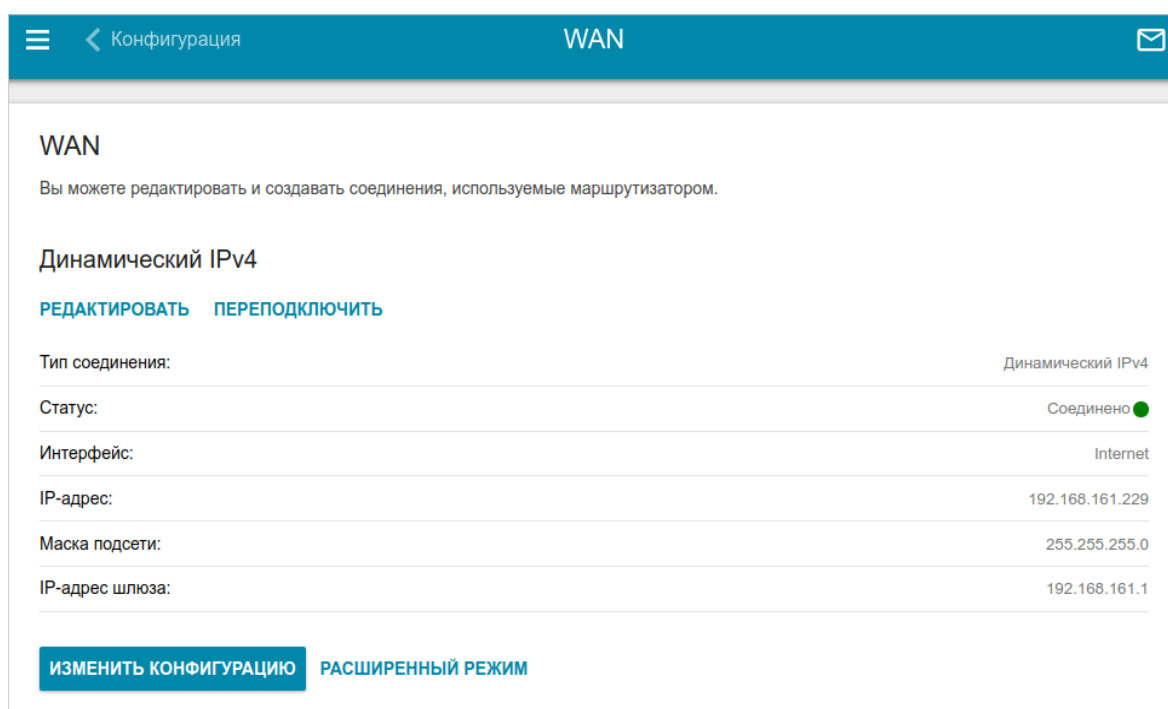 Конфигурация
WAN
WAN
Вы можете редактировать и создавать соединения, используемые маршрутизатором.
Динамический IPv4
РЕДАКТИРОВАТЬ ПЕРЕПОДКЛЮЧИТЬ
Тип соединения: Динамический IPv4
Статус: Соединено
Интерфейс: Internet
IP-адрес: 192.168.161.229
Маска подсети: 255.255.255.0
IP-адрес шлюза: 192.168.161.1
ИЗМЕНИТЬ КОНФИГУРАЦИЮ РАСШИРЕННЫЙ РЕЖИМ